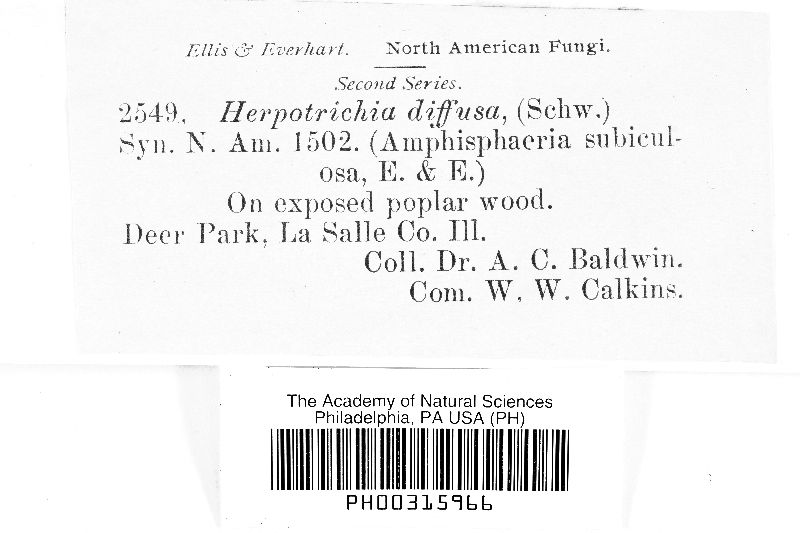 Ellis & Everhart. North American Fungi.
Second Series.
2549. Herpotrichia diffusa, (Schw.)
Syn. N. Am. 1502. (Amphisphaeria subicul-
osa, E. & E.)
On exposed poplar wood.
Deer Park, La Salle Co. Ill.
Coll. Dr. A. C. Baldwin.
Com. W. W. Calkins.
The Academy of Natural Sciences
Philadelphia, PA USA (PH)
PH00315966